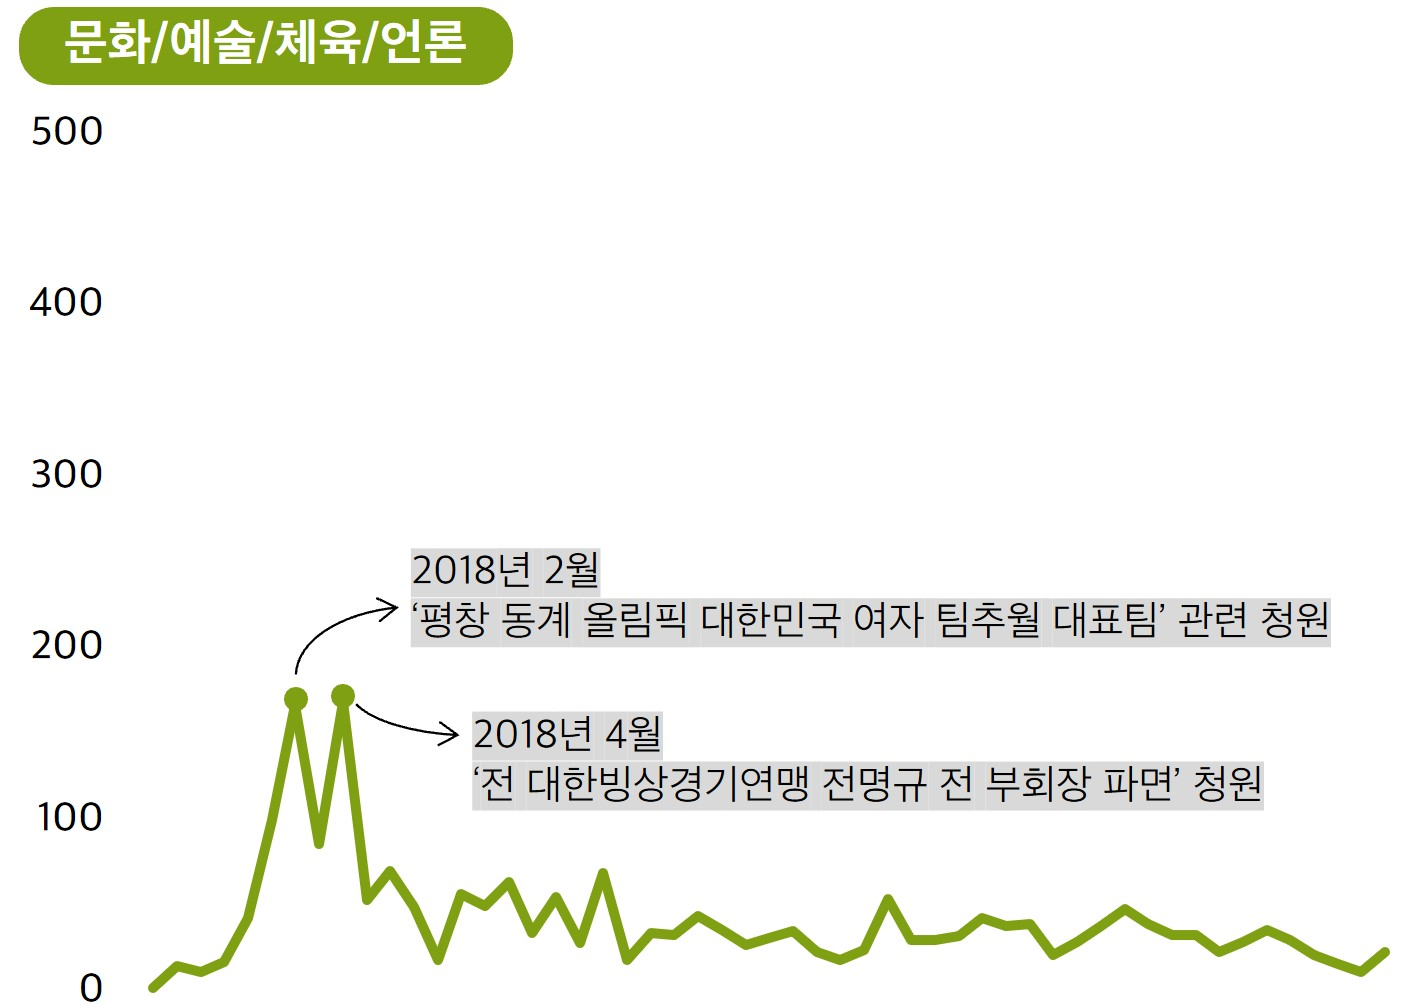 문화/예술/체육/언론
500
400
300
200
100
0
2018년 2월
‘평창 동계 올림픽 대한민국 여자 팀추월 대표팀’ 관련 청원
2018년 4월
‘전 대한빙상경기연맹 전명규 전 부회장 파면’ 청원